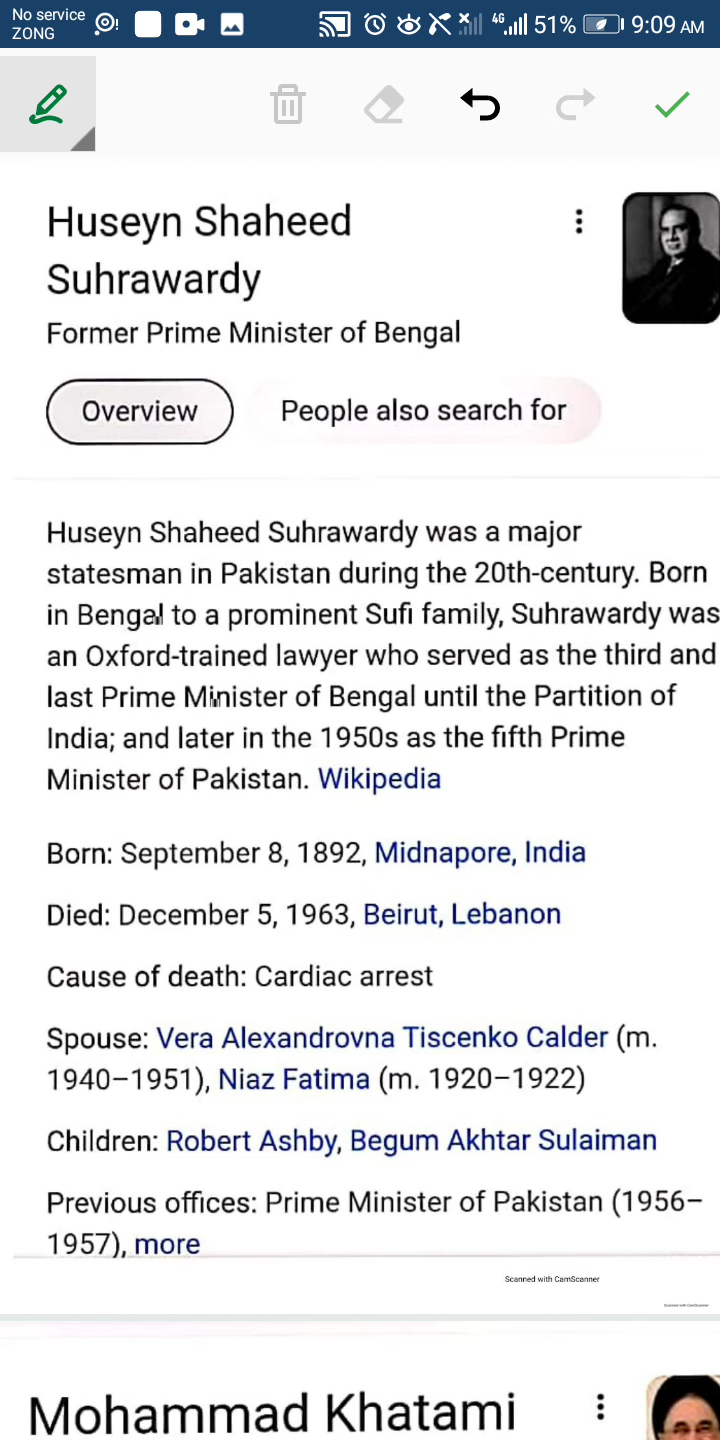 No service
ZONG
4G
51%
9:09 AM
Huseyn Shaheed
Suhrawardy
Former Prime Minister of Bengal
Overview
People also search for
Huseyn Shaheed Suhrawardy was a major
statesman in Pakistan during the 20th-century. Born
in Bengal to a prominent Sufi family, Suhrawardy was
an Oxford-trained lawyer who served as the third and
last Prime Minister of Bengal until the Partition of
India; and later in the 1950s as the fifth Prime
Minister of Pakistan. Wikipedia
Born: September 8, 1892, Midnapore, India
Died: December 5, 1963, Beirut, Lebanon
Cause of death: Cardiac arrest
Spouse: Vera Alexandrovna Tiscenko Calder (m.
1940–1951), Niaz Fatima (m. 1920–1922)
Children: Robert Ashby, Begum Akhtar Sulaiman
Previous offices: Prime Minister of Pakistan (1956–
1957), more
Scanned with CamScanner
Scanned with CamScanner
Mohammad Khatami